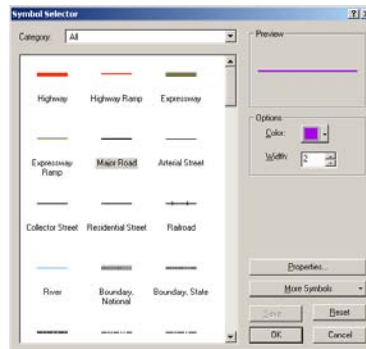 Symbol Selector
Category: All
Preview
Highway
Highway Ramp
Expressway
Options
Color:
Width: 2
Expressway Ramp
Major Road
Arterial Street
Collector Street
Residential Street
Railroad
River
Boundary, National
Boundary, State
Properties...
More Symbols
Save...
Reset
OK
Cancel